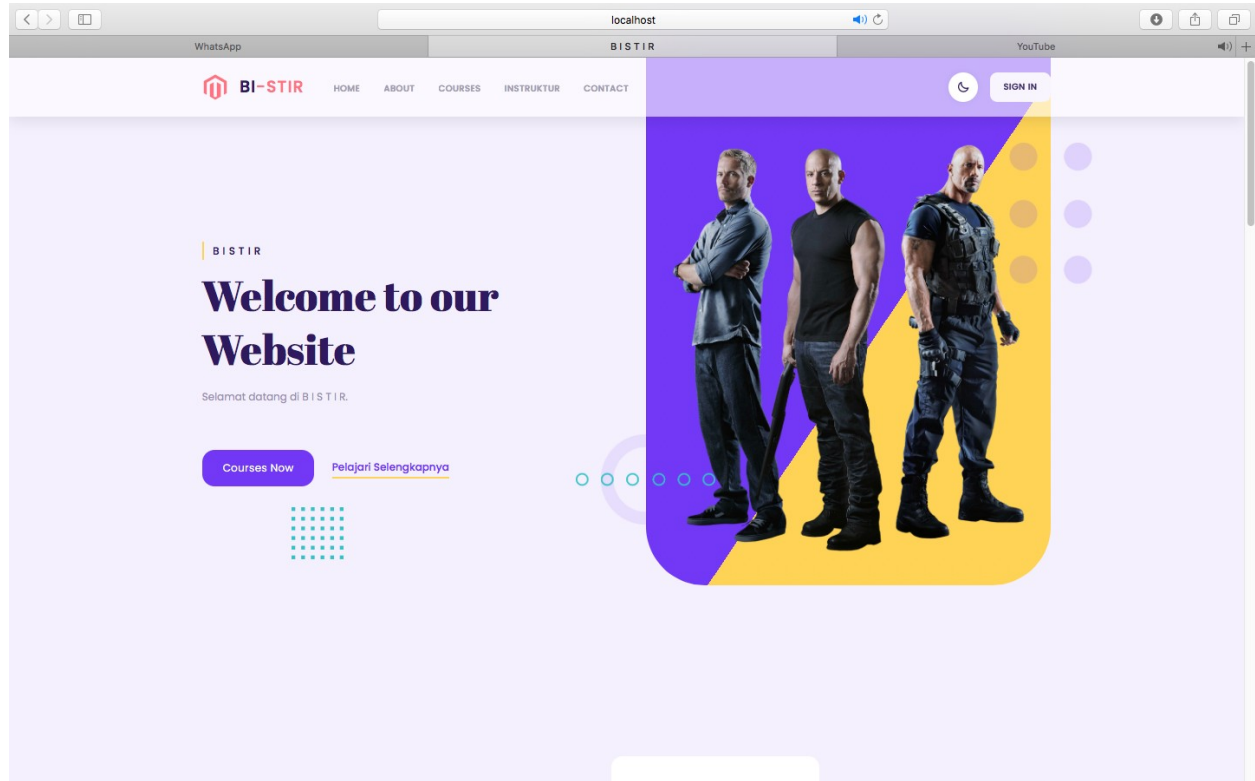 localhost
WhatsApp
B I S T I R
YouTube
BI-STIR
HOME
ABOUT
COURSES
INSTRUKTUR
CONTACT
SIGN IN
BISTIR
Welcome to our
Website
Selamat datang di B I S T I R.
Courses Now
Pelajari Selengkapnya